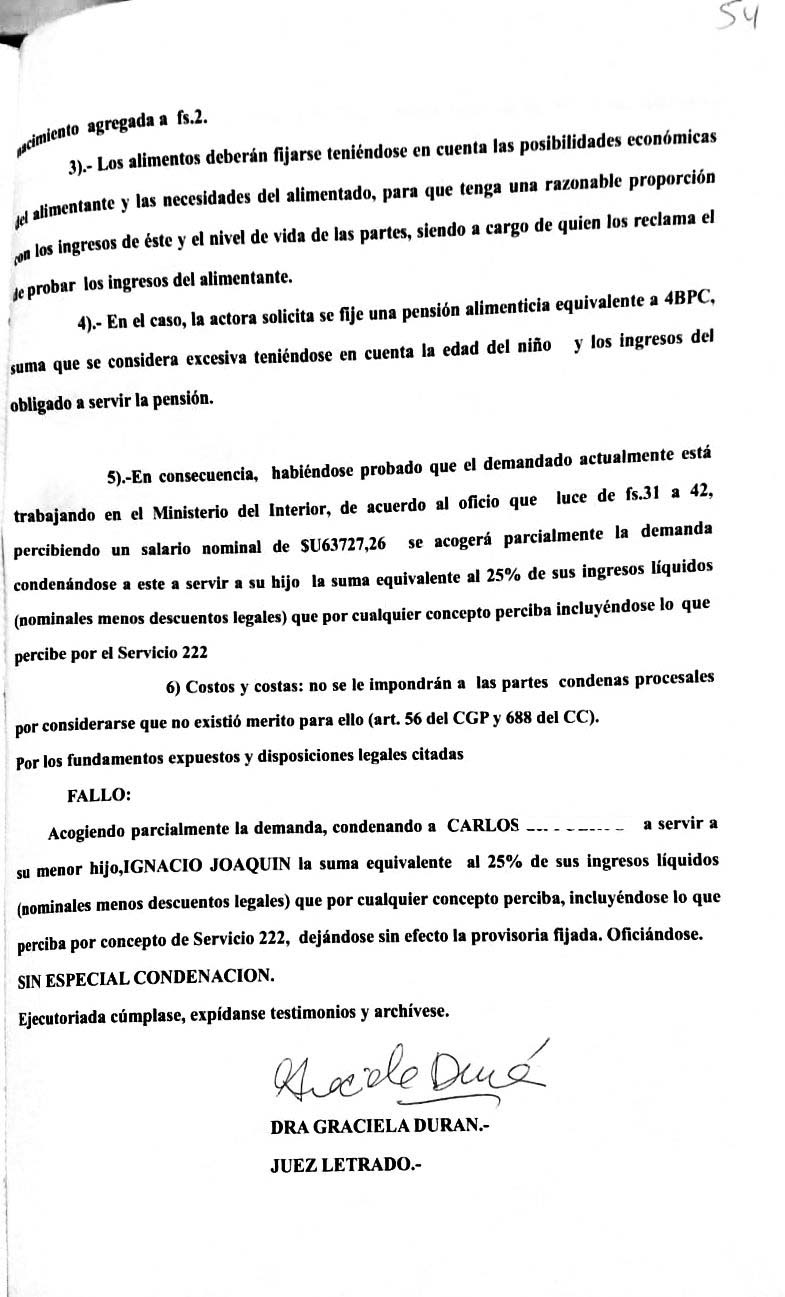 54
nacimiento agregada a fs.2.
3).- Los alimentos deberán fijarse teniéndose en cuenta las posibilidades económicas
del alimentante y las necesidades del alimentado, para que tenga una razonable proporción
con los ingresos de éste y el nivel de vida de las partes, siendo a cargo de quien los reclama el
de probar los ingresos del alimentante.
4).- En el caso, la actora solicita se fije una pensión alimenticia equivalente a 4BPC,
suma que se considera excesiva teniéndose en cuenta la edad del niño y los ingresos del
obligado a servir la pensión.
5).-En consecuencia, habiéndose probado que el demandado actualmente está
trabajando en el Ministerio del Interior, de acuerdo al oficio que luce de fs.31 a 42,
percibiendo un salario nominal de $U63727,26 se acogerá parcialmente la demanda
condenándose a este a servir a su hijo la suma equivalente al 25% de sus ingresos líquidos
(nominales menos descuentos legales) que por cualquier concepto perciba incluyéndose lo que
percibe por el Servicio 222
6) Costos y costas: no se le impondrán a las partes condenas procesales
por considerarse que no existió merito para ello (art. 56 del CGP y 688 del CC).
Por los fundamentos expuestos y disposiciones legales citadas
FALLO:
Acogiendo parcialmente la demanda, condenando a CARLOS ... . - ........ a servir a
su menor hijo,IGNACIO JOAQUIN la suma equivalente al 25% de sus ingresos líquidos
(nominales menos descuentos legales) que por cualquier concepto perciba, incluyéndose lo que
perciba por concepto de Servicio 222, dejándose sin efecto la provisoria fijada. Oficiándose.
SIN ESPECIAL CONDENACION.
Ejecutoriada cúmplase, expídanse testimonios y archívese.
DRA GRACIELA DURAN.-
JUEZ LETRADO.-